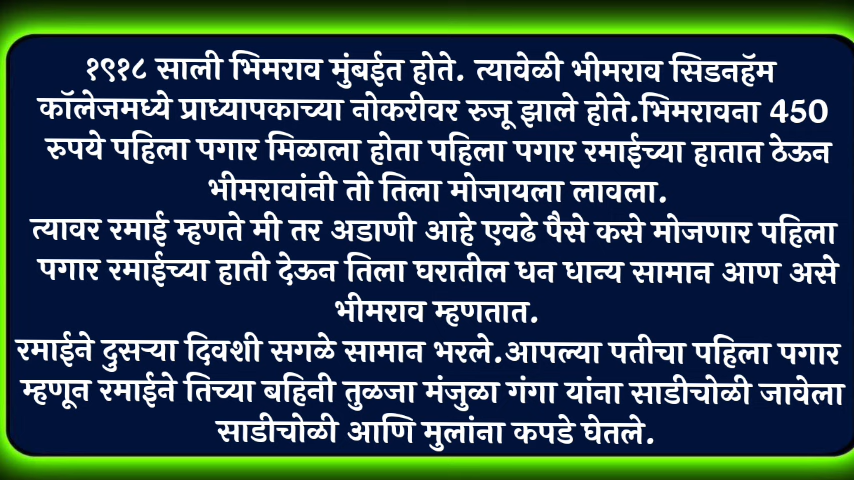 १९१८ साली भिमराव मुंबईत होते. त्यावेळी भीमराव सिडनहॅम
कॉलेजमध्ये प्राध्यापकाच्या नोकरीवर रुजू झाले होते.भिमरावना 450
रुपये पहिला पगार मिळाला होता पहिला पगार रमाईच्या हातात ठेऊन
भीमरावांनी तो तिला मोजायला लावला.
त्यावर रमाई म्हणते मी तर अडाणी आहे एवढे पैसे कसे मोजणार पहिला
पगार रमाईच्या हाती देऊन तिला घरातील धन धान्य सामान आण असे
भीमराव म्हणतात.
रमाईने दुसऱ्या दिवशी सगळे सामान भरले.आपल्या पतीचा पहिला पगार
म्हणून रमाईने तिच्या बहिनी तुळजा मंजुळा गंगा यांना साडीचोळी जावेला
साडीचोळी आणि मुलांना कपडे घेतले.